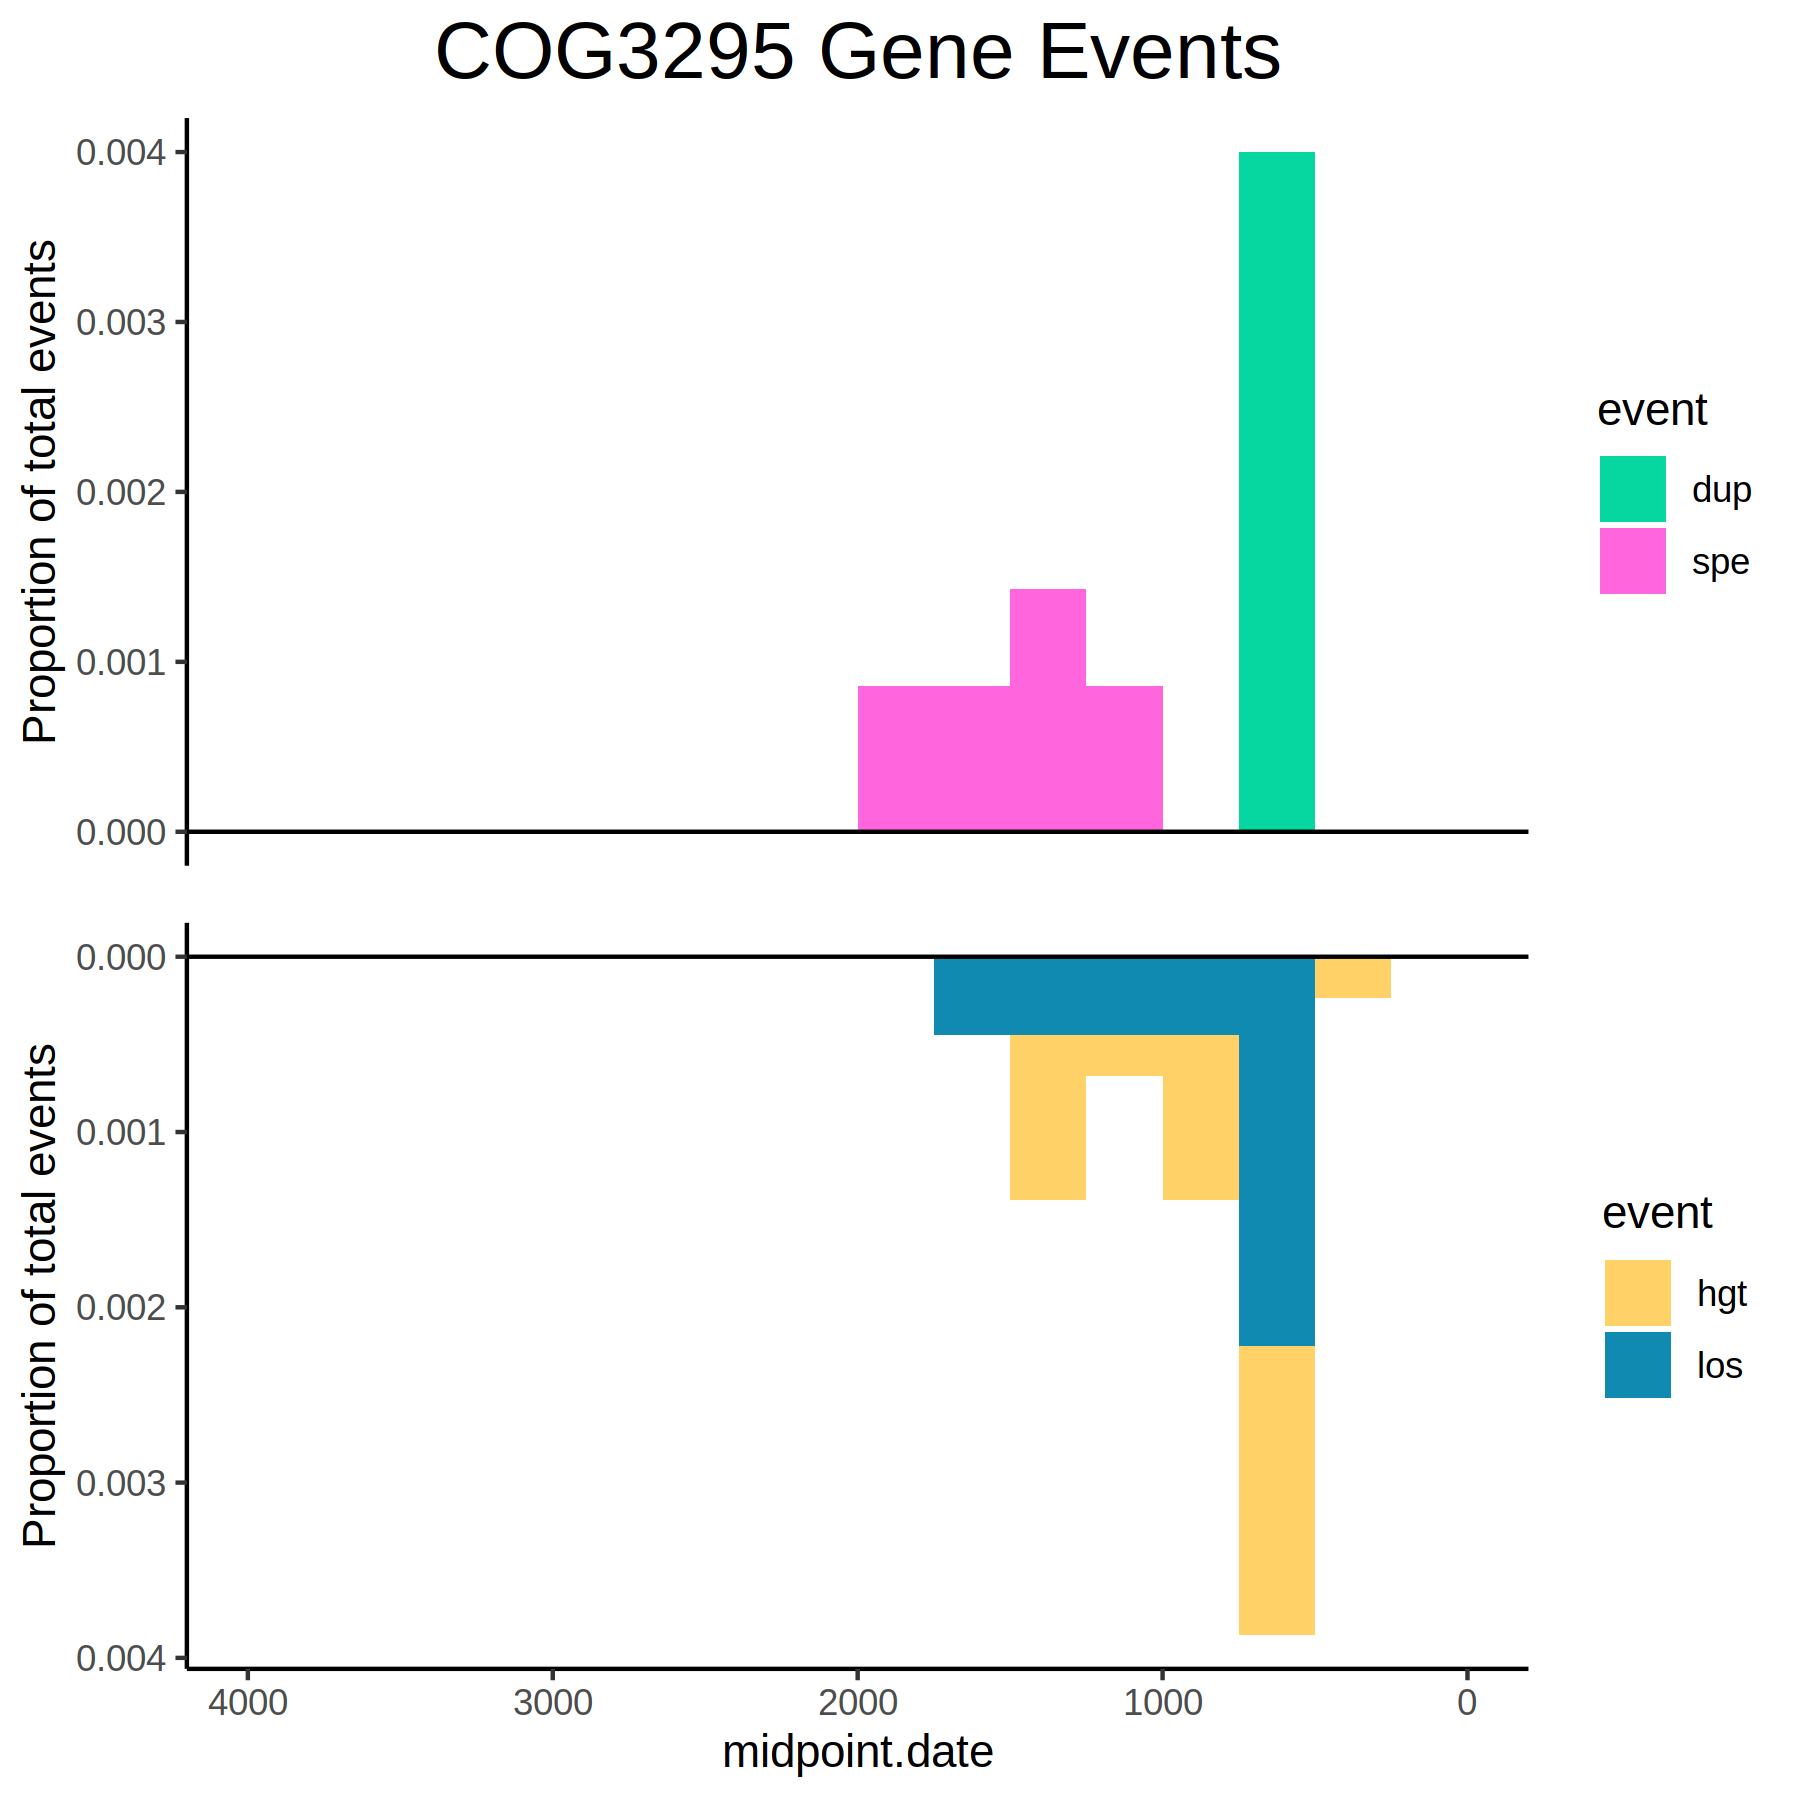 COG3295 Gene Events
Proportion of total events
0.004
0.003
0.002
0.001
0.000
event
dup
spe
Proportion of total events
0.000
0.001
0.002
0.003
0.004
event
hgt
los
4000 3000 2000 1000 0
midpoint.date